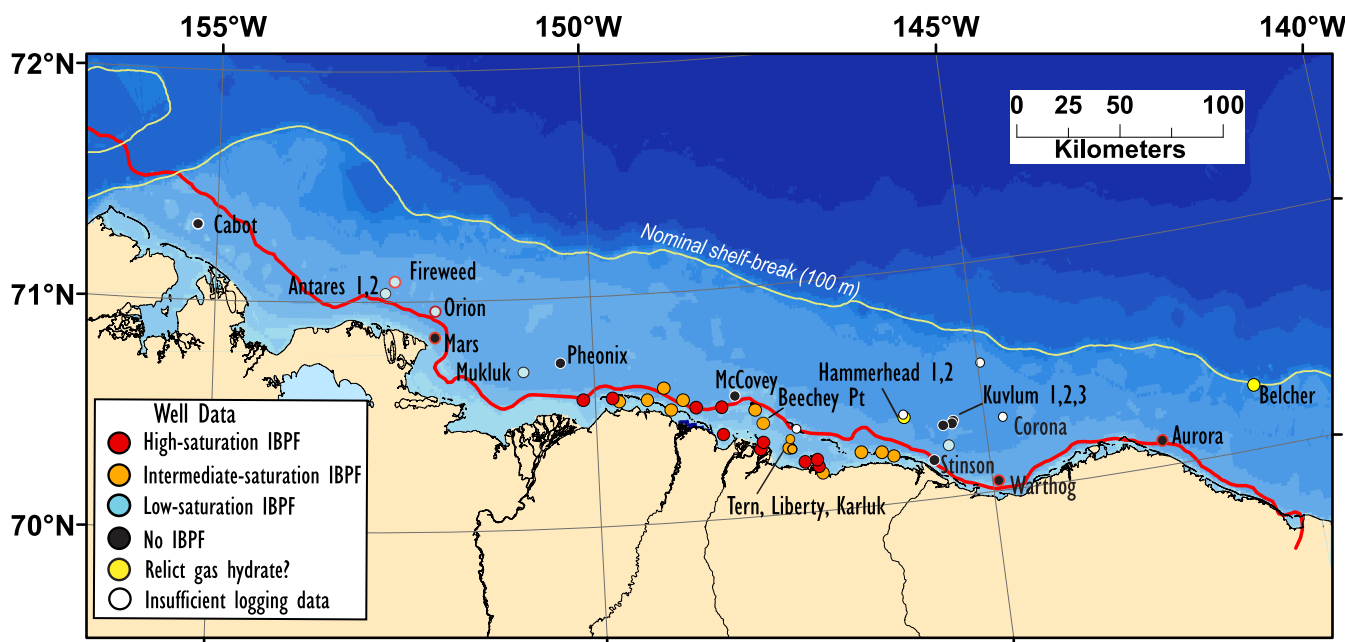 155°W 150°W 145°W 140°W
72°N
71°N
70°N
0 25 50 100
Kilometers
Nominal shelf-break (100 m)
Cabot
Fireweed
Antares 1,2
Orion
Mars
Mukluk
Pheonix
McCovey
Beechey Pt
Hammerhead 1,2
Kuvlum 1,2,3
Corona
Belcher
Stinson
Warthog
Aurora
Tern, Liberty, Karluk
Well Data
High-saturation IBPF
Intermediate-saturation IBPF
Low-saturation IBPF
No IBPF
Relict gas hydrate?
Insufficient logging data